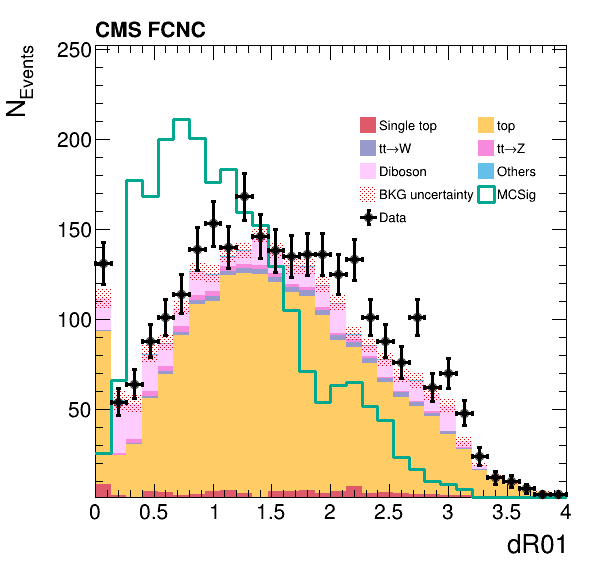 CMS FCNC
N_Events
250
200
150
100
50
Single top
top
tt→W
tt→Z
Diboson
Others
BKG uncertainty
MCSig
Data
0 0.5 1 1.5 2 2.5 3 3.5 4
dR01